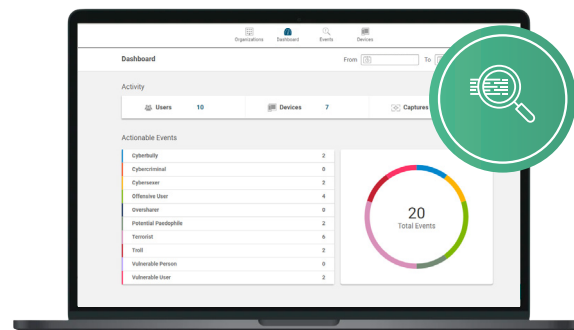 Organizations Dashboard Events Devices
Dashboard From To
Activity
Users 10 Devices 7 Captures
Actionable Events
Cyberbully 2
Cybercriminal 0
Cybersexer 2
Offensive User 4
Oversharer 0
Potential Paedophile 2
Terrorist 6
Troll 2
Vulnerable Person 0
Vulnerable User 2
20
Total Events